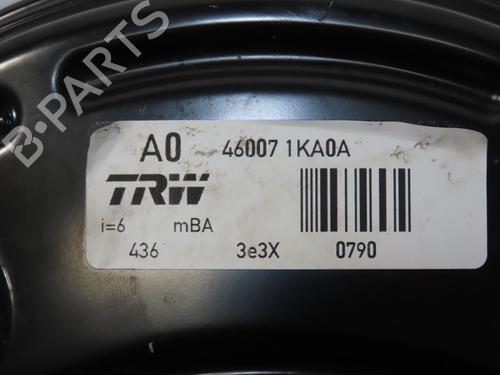 B-PARTS
A0 46007 1KA0A
TRW
i=6 mBA
436 3e3X 0790